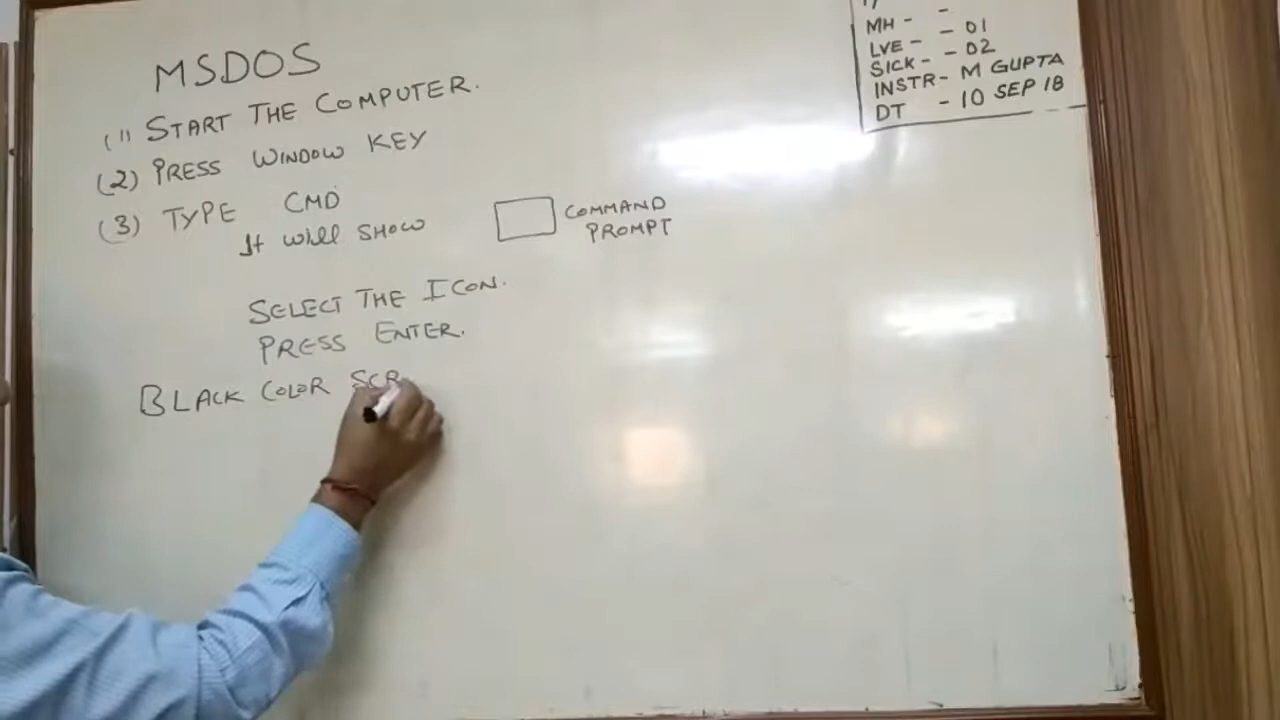 MSDOS
(1) START THE COMPUTER.
(2) PRESS WINDOW KEY
(3) TYPE CMD
It will SHOW
COMMAND
PROMPT
SELECT THE ICON.
PRESS ENTER.
BLACK COLOR SCR
MH - -
LVE - - 01
SICK - - 02
INSTR - M GUPTA
DT - 10 SEP 18